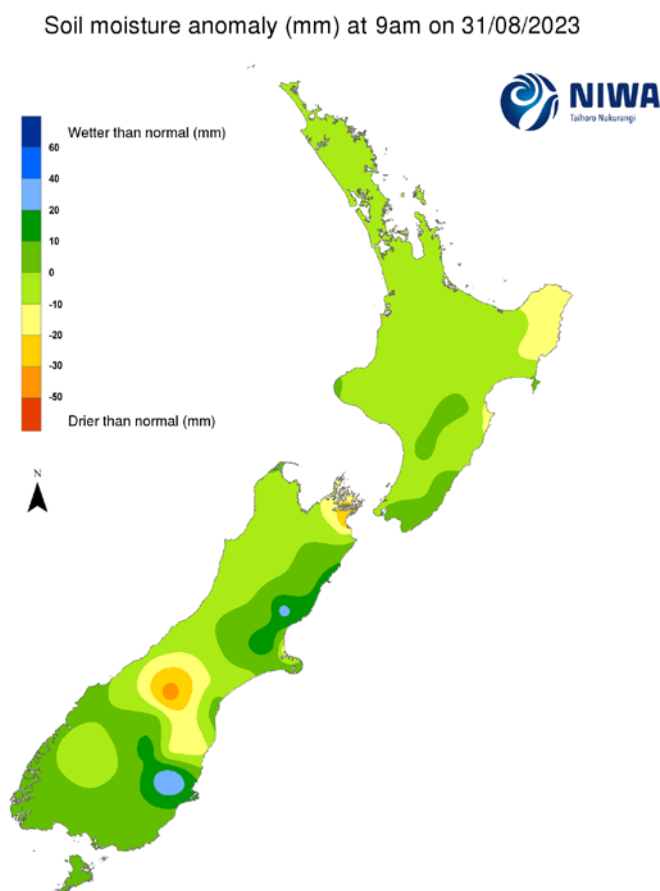 Soil moisture anomaly (mm) at 9am on 31/08/2023
NIWA
Taihoro Nukurangi
Wetter than normal (mm)
60
40
20
10
0
-10
-20
-30
-50
Drier than normal (mm)
N